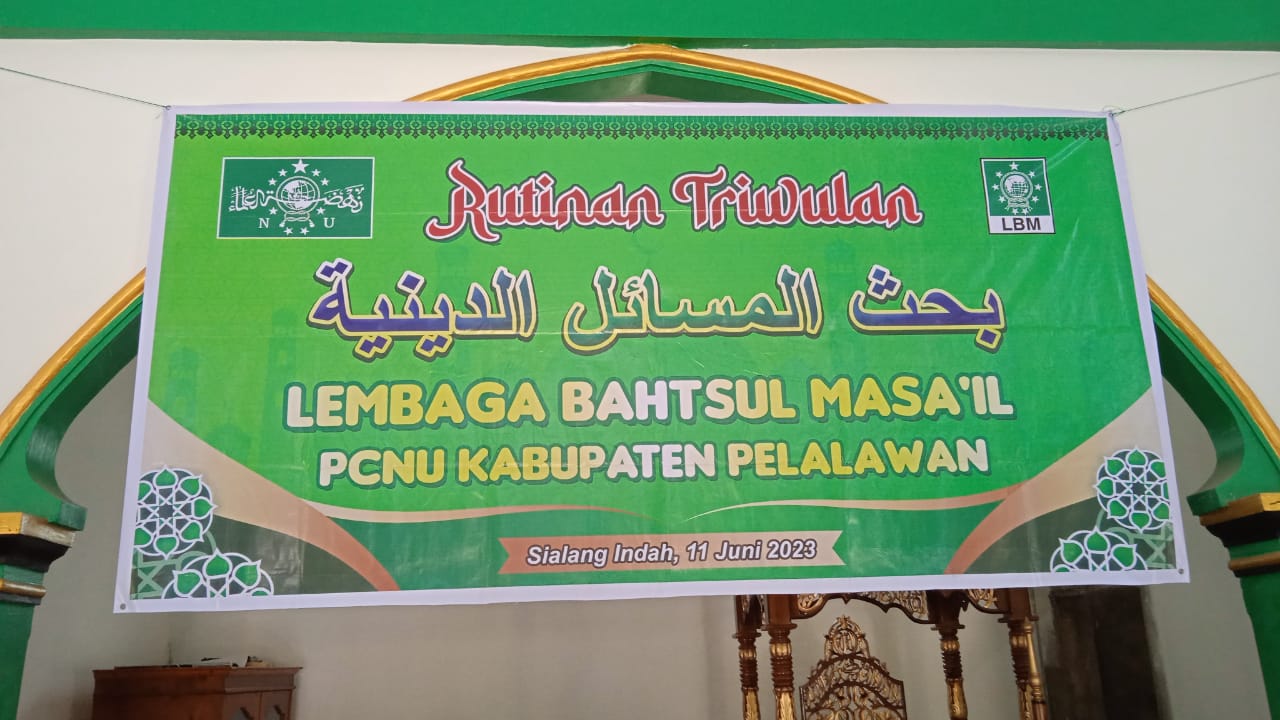 Rutinan Triwulan
N U
LBM
بحث المسائل الدينية
LEMBAGA BAHTSUL MASA'IL
PCNU KABUPATEN PELALAWAN
Sialang Indah, 11 Juni 2023